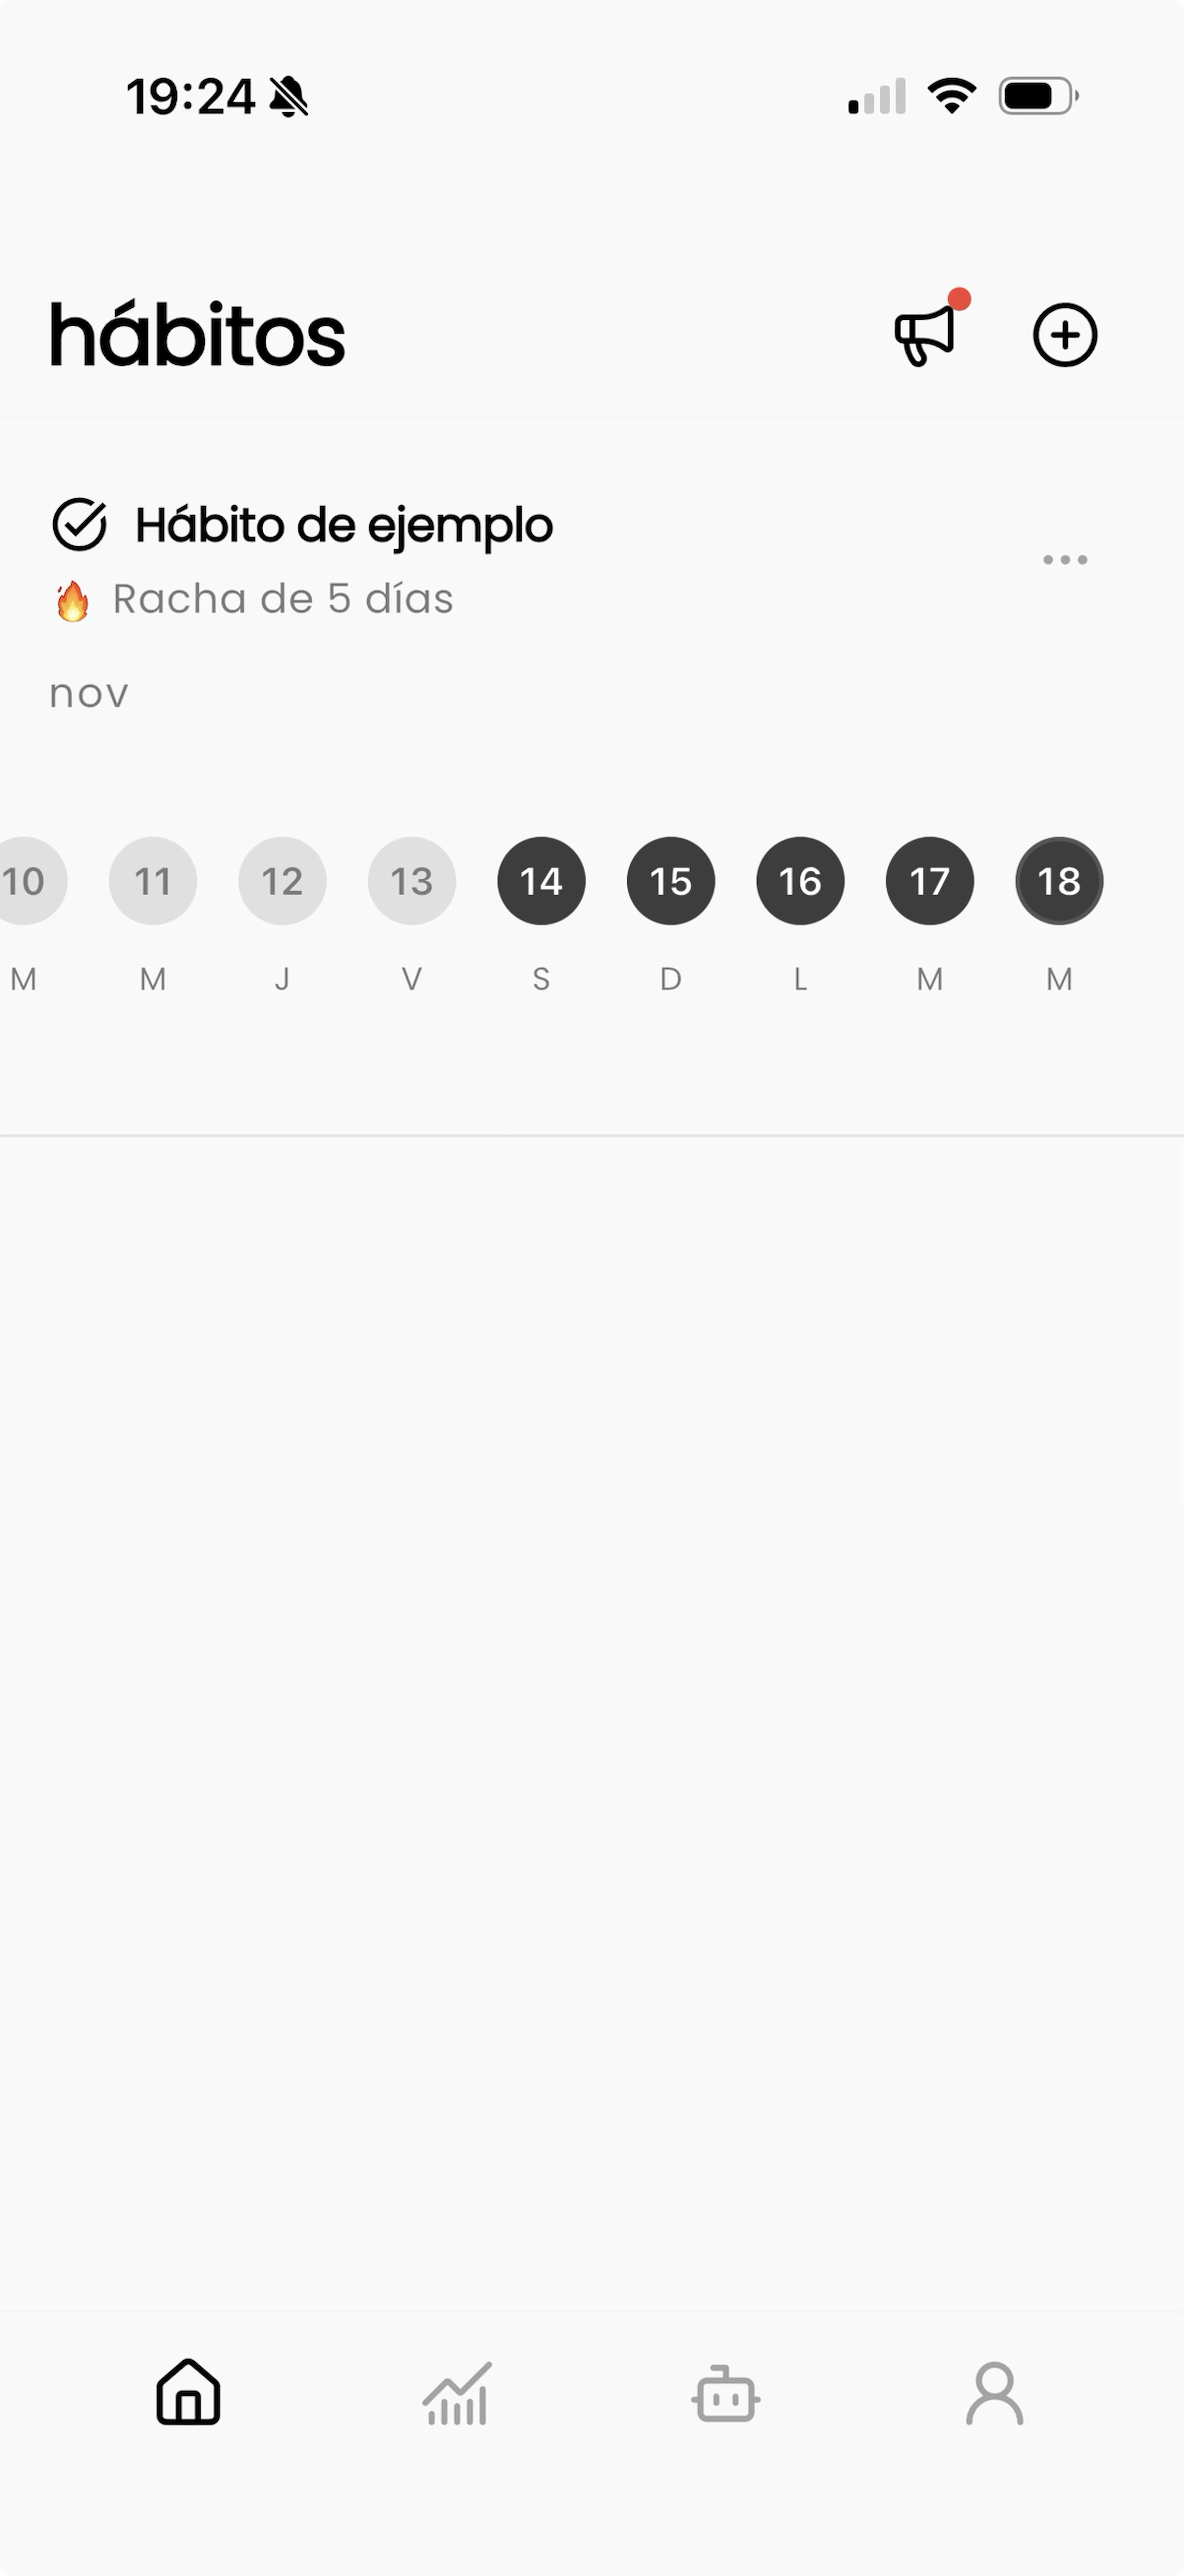 19:24
hábitos
Hábito de ejemplo
🔥 Racha de 5 días
nov
10 11 12 13 14 15 16 17 18
M M J V S D L M M